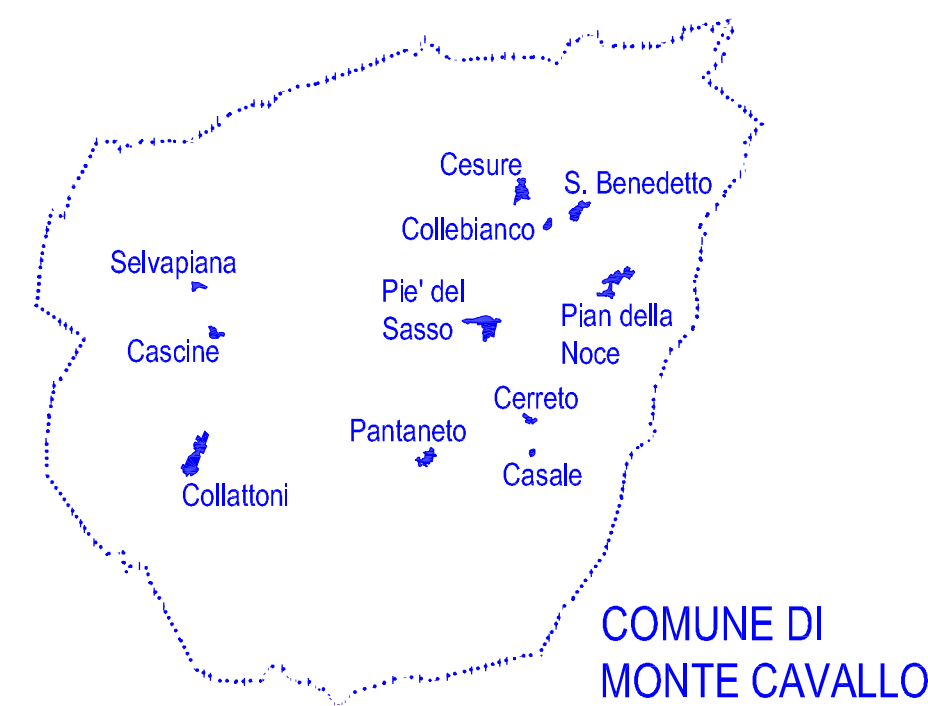 Cesure
S. Benedetto
Collebianco
Selvapiana
Pie' del
Sasso
Pian della
Noce
Cascine
Cerreto
Pantaneto
Casale
Collattoni
COMUNE DI
MONTE CAVALLO